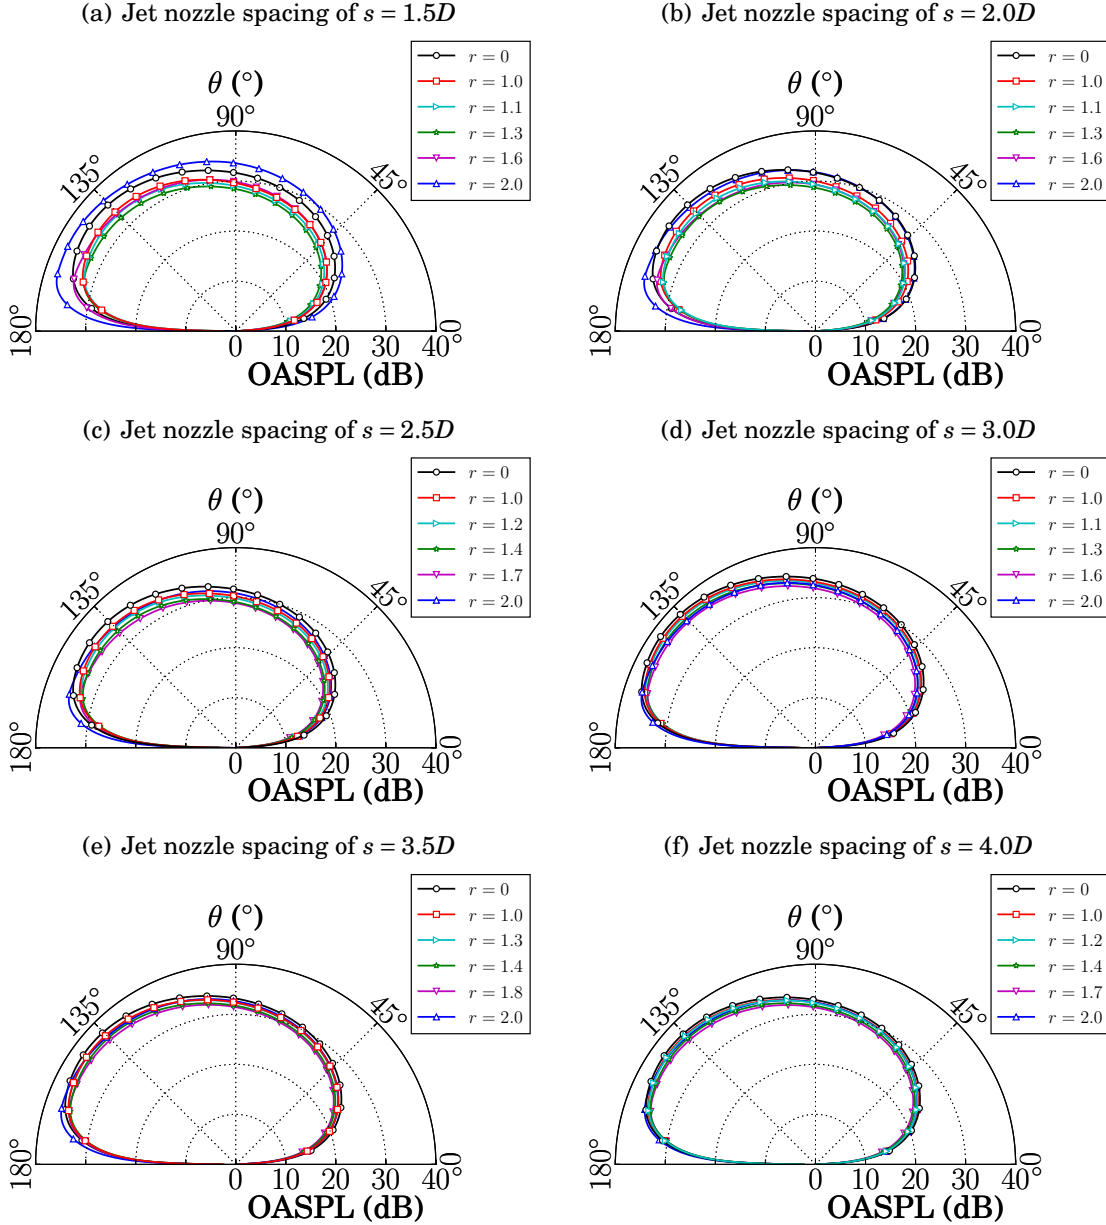 (a) Jet nozzle spacing of s = 1.5D
r = 0
r = 1.0
r = 1.1
r = 1.3
r = 1.6
r = 2.0
θ (°)
90°
135°
45°
180°
0
0 10 20 30 40°
OASPL (dB)
(b) Jet nozzle spacing of s = 2.0D
r = 0
r = 1.0
r = 1.1
r = 1.3
r = 1.6
r = 2.0
θ (°)
90°
135°
45°
180°
0
0 10 20 30 40°
OASPL (dB)
(c) Jet nozzle spacing of s = 2.5D
r = 0
r = 1.0
r = 1.2
r = 1.4
r = 1.7
r = 2.0
θ (°)
90°
135°
45°
180°
0
0 10 20 30 40°
OASPL (dB)
(d) Jet nozzle spacing of s = 3.0D
r = 0
r = 1.0
r = 1.1
r = 1.3
r = 1.6
r = 2.0
θ (°)
90°
135°
45°
180°
0
0 10 20 30 40°
OASPL (dB)
(e) Jet nozzle spacing of s = 3.5D
r = 0
r = 1.0
r = 1.3
r = 1.4
r = 1.8
r = 2.0
θ (°)
90°
135°
45°
180°
0
0 10 20 30 40°
OASPL (dB)
(f) Jet nozzle spacing of s = 4.0D
r = 0
r = 1.0
r = 1.2
r = 1.4
r = 1.7
r = 2.0
θ (°)
90°
135°
45°
180°
0
0 10 20 30 40°
OASPL (dB)